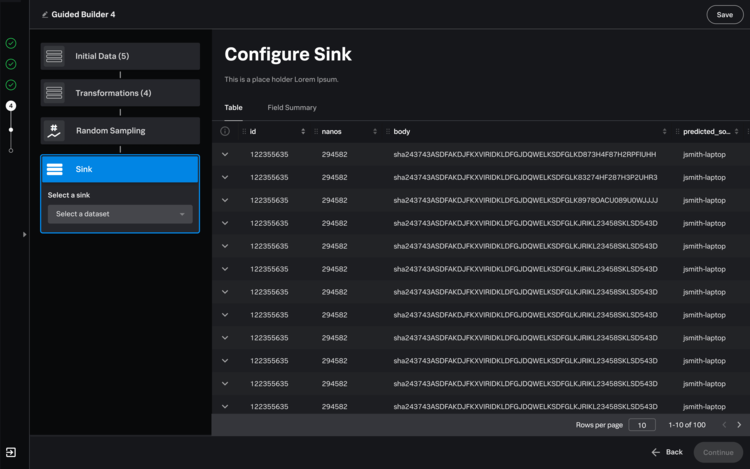 Guided Builder 4
Save
4
Initial Data (5)
Transformations (4)
# Random Sampling
Sink
Select a sink
Select a dataset
Configure Sink
This is a place holder Lorem Ipsum.
Table Field Summary
id nanos body predicted_so...
122355635 294582 sha243743ASDFAKDJFKXVIRIDKLDFGJDQWELKSDFGLKD873H4F87H2RPFIUHH jsmith-laptop
122355635 294582 sha243743ASDFAKDJFKXVIRIDKLDFGJDQWELKSDFGLK83274HF287H3P2UHR3 jsmith-laptop
122355635 294582 sha243743ASDFAKDJFKXVIRIDKLDFGJDQWELKSDFGLK8978OACU089U0WJJJJ jsmith-laptop
122355635 294582 sha243743ASDFAKDJFKXVIRIDKLDFGJDQWELKSDFGLKJRIKL23458SKLSD543D jsmith-laptop
122355635 294582 sha243743ASDFAKDJFKXVIRIDKLDFGJDQWELKSDFGLKJRIKL23458SKLSD543D jsmith-laptop
122355635 294582 sha243743ASDFAKDJFKXVIRIDKLDFGJDQWELKSDFGLKJRIKL23458SKLSD543D jsmith-laptop
122355635 294582 sha243743ASDFAKDJFKXVIRIDKLDFGJDQWELKSDFGLKJRIKL23458SKLSD543D jsmith-laptop
122355635 294582 sha243743ASDFAKDJFKXVIRIDKLDFGJDQWELKSDFGLKJRIKL23458SKLSD543D jsmith-laptop
122355635 294582 sha243743ASDFAKDJFKXVIRIDKLDFGJDQWELKSDFGLKJRIKL23458SKLSD543D jsmith-laptop
122355635 294582 sha243743ASDFAKDJFKXVIRIDKLDFGJDQWELKSDFGLKJRIKL23458SKLSD543D jsmith-laptop
122355635 294582 sha243743ASDFAKDJFKXVIRIDKLDFGJDQWELKSDFGLKJRIKL23458SKLSD543D jsmith-laptop
122355635 294582 sha243743ASDFAKDJFKXVIRIDKLDFGJDQWELKSDFGLKJRIKL23458SKLSD543D jsmith-laptop
Rows per page 10 1-10 of 100
Back Continue